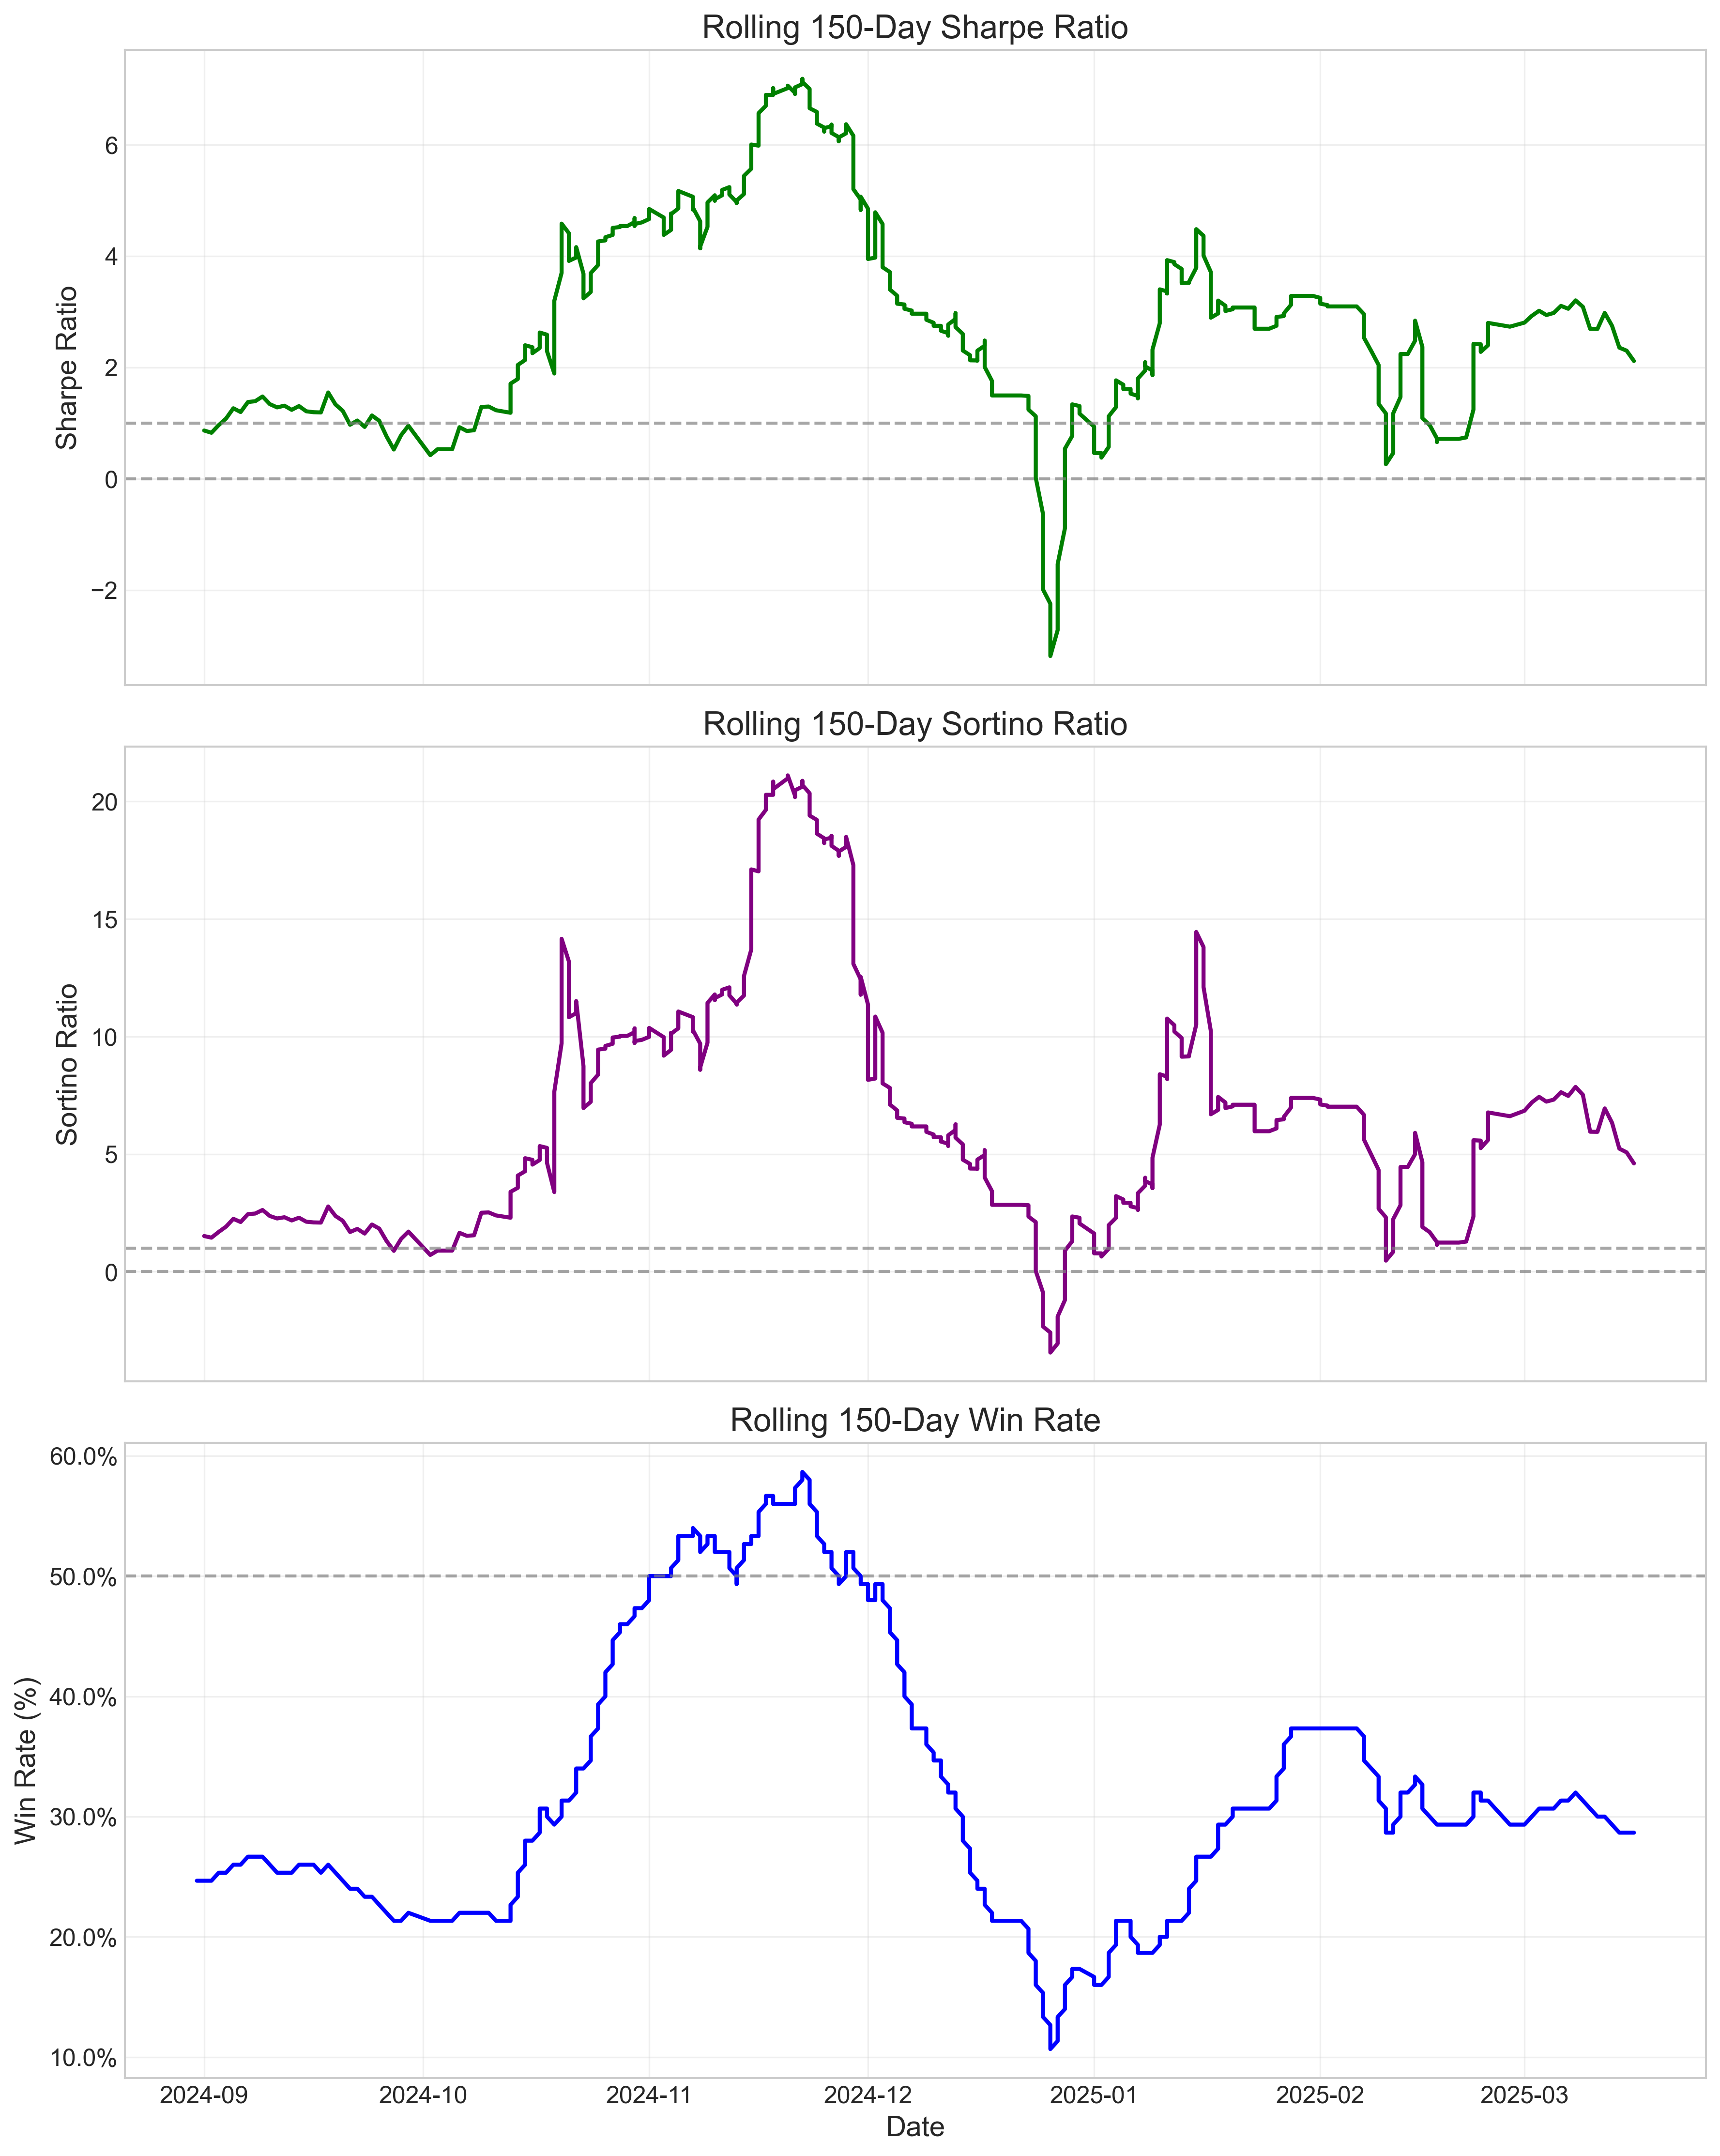 Rolling 150-Day Sharpe Ratio
6
4
2
0
−2
Sharpe Ratio
Rolling 150-Day Sortino Ratio
20
15
10
5
0
Sortino Ratio
Rolling 150-Day Win Rate
60.0%
50.0%
40.0%
30.0%
20.0%
10.0%
Win Rate (%)
2024-09 2024-10 2024-11 2024-12 2025-01 2025-02 2025-03
Date